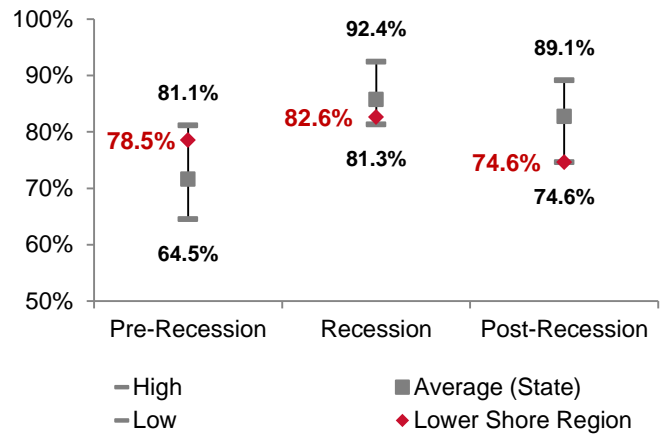 100%
90%
80%
70%
60%
50%
81.1%
78.5%
64.5%
92.4%
82.6%
81.3%
89.1%
74.6%
74.6%
Pre-Recession
Recession
Post-Recession
High
Average (State)
Low
Lower Shore Region